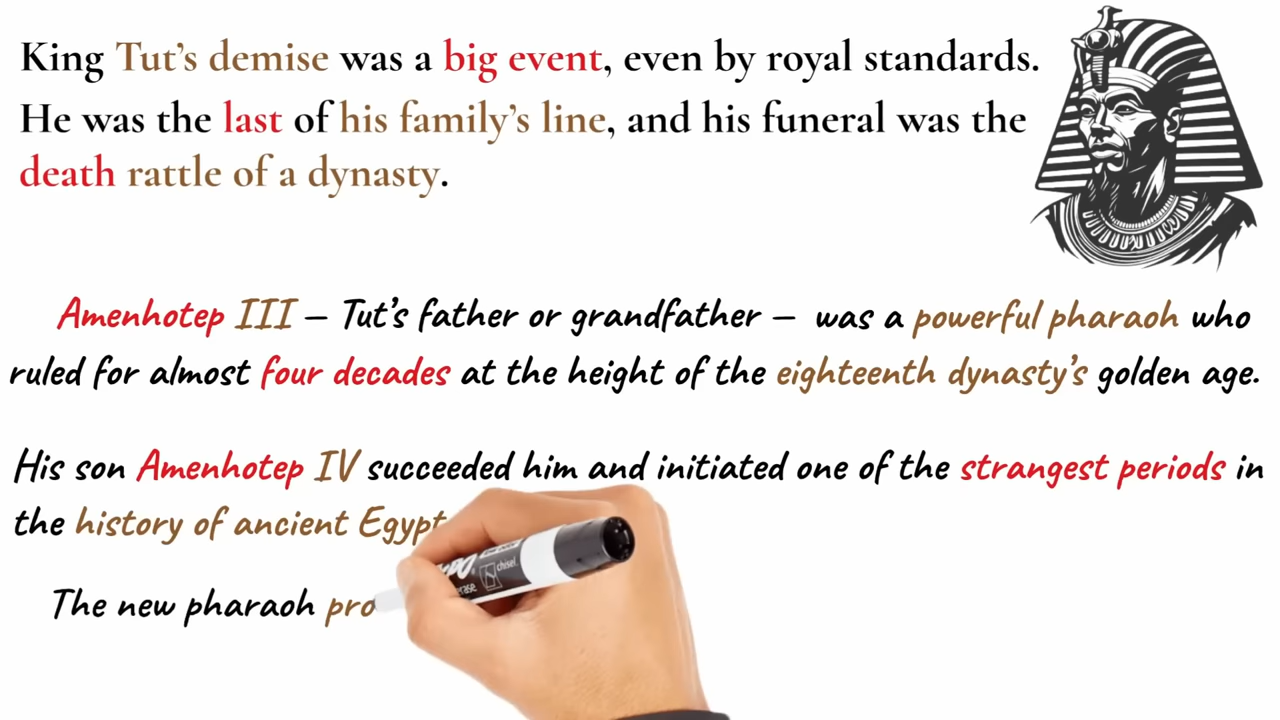 King Tut's demise was a big event, even by royal standards.
He was the last of his family's line, and his funeral was the
death rattle of a dynasty.
Amenhotep III – Tut's father or grandfather – was a powerful pharaoh who
ruled for almost four decades at the height of the eighteenth dynasty's golden age.
His son Amenhotep IV succeeded him and initiated one of the strangest periods in
the history of ancient Egypt
chisel
The new pharaoh pro